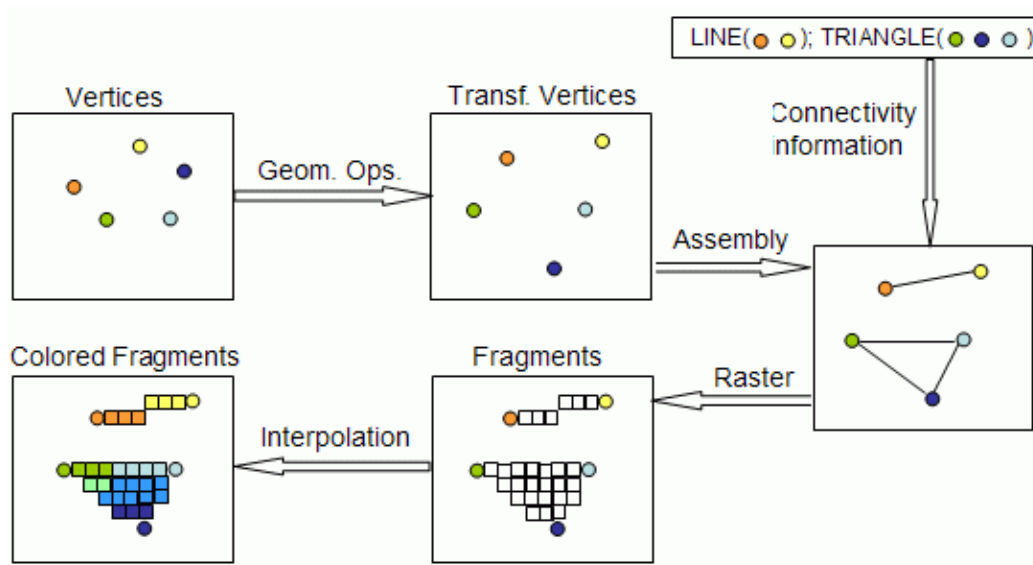 LINE( ); TRIANGLE( )
Vertices
Transf. Vertices
Connectivity
information
Geom. Ops.
Assembly
Colored Fragments
Fragments
Raster
Interpolation